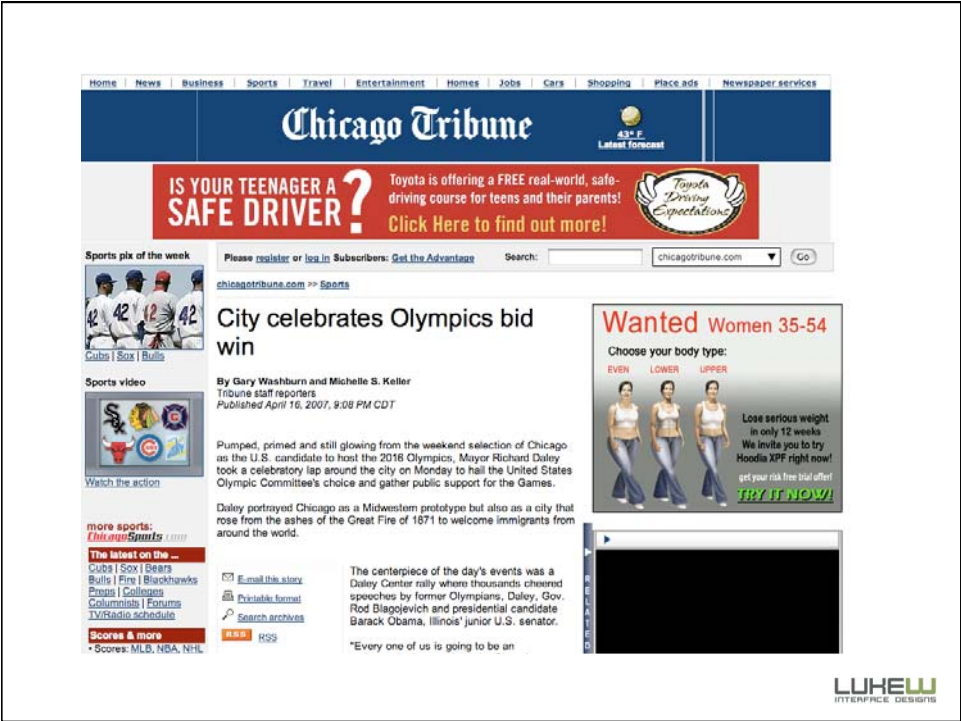 Home | News | Business | Sports | Travel | Entertainment | Homes | Jobs | Cars | Shopping | Place ads | Newspaper services
Chicago Tribune
43° F
Latest forecast
IS YOUR TEENAGER A
SAFE DRIVER?
Toyota is offering a FREE real-world, safe-
driving course for teens and their parents!
Click Here to find out more!
Toyota
Driving
Expectations
Sports pix of the week
42 42 12 42
Cubs | Sox | Bulls
Sports video
Watch the action
more sports:
ChicagoSports.com
The latest on the ...
Cubs | Sox | Bears
Bulls | Fire | Blackhawks
Preps | Colleges
Columnists | Forums
TV/Radio schedule
Scores & more
• Scores: MLB, NBA, NHL
Please register or log in Subscribers: Get the Advantage
Search:
chicagotribune.com
Go
chicagotribune.com >> Sports
City celebrates Olympics bid
win
By Gary Washburn and Michelle S. Keller
Tribune staff reporters
Published April 16, 2007, 9:08 PM CDT
Pumped, primed and still glowing from the weekend selection of Chicago
as the U.S. candidate to host the 2016 Olympics, Mayor Richard Daley
took a celebratory lap around the city on Monday to hail the United States
Olympic Committee's choice and gather public support for the Games.
Daley portrayed Chicago as a Midwestern prototype but also as a city that
rose from the ashes of the Great Fire of 1871 to welcome immigrants from
around the world.
E-mail this story
Printable format
Search archives
RSS RSS
The centerpiece of the day's events was a
Daley Center rally where thousands cheered
speeches by former Olympians, Daley, Gov.
Rod Blagojevich and presidential candidate
Barack Obama, Illinois' junior U.S. senator.
"Every one of us is going to be an
Wanted Women 35-54
Choose your body type:
EVEN LOWER UPPER
Lose serious weight
in only 12 weeks
We invite you to try
Hoodia XPF right now!
get your risk free trial offer!
TRY IT NOW!
RELATED
LUKEW
INTERFACE DESIGNS